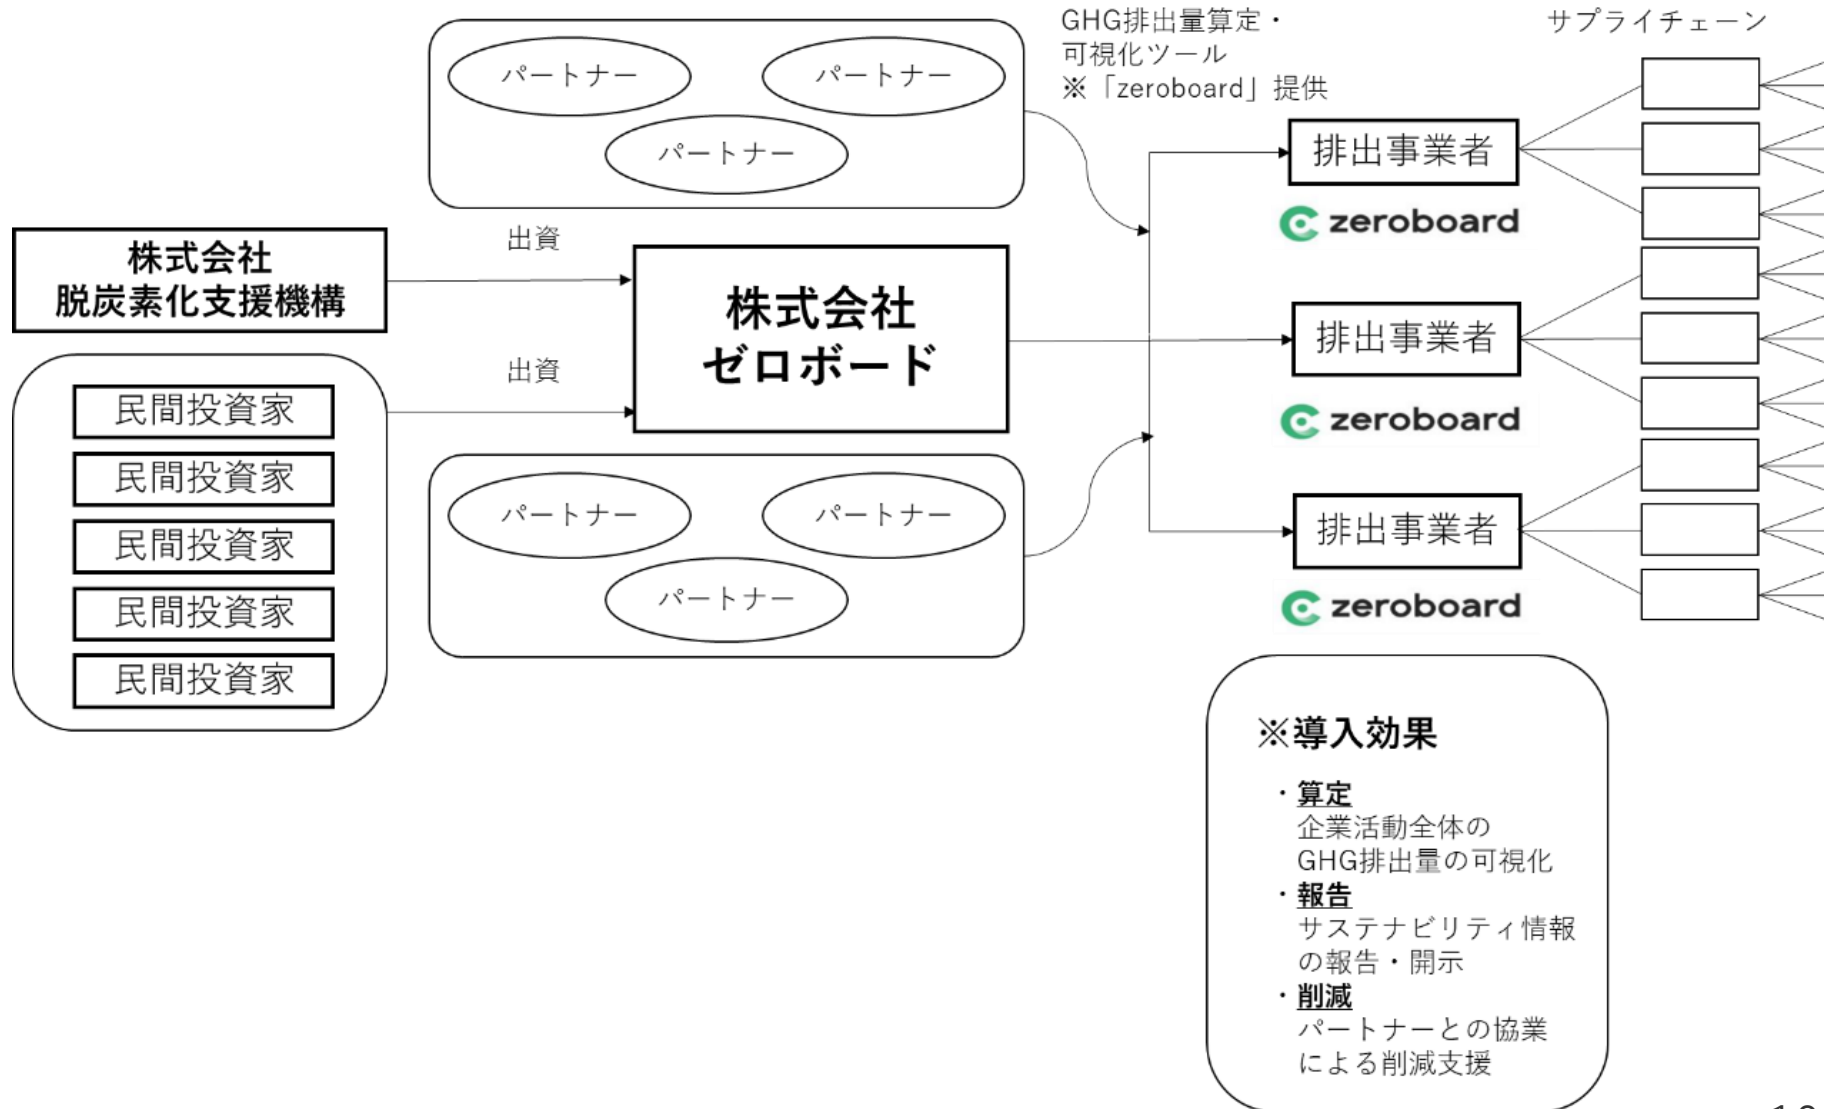 GHG排出量算定・
可視化ツール
※「zeroboard」提供
サプライチェーン
パートナー
パートナー
パートナー
排出事業者
zeroboard
出資
株式会社
脱炭素化支援機構
株式会社
ゼロボード
排出事業者
zeroboard
出資
民間投資家
民間投資家
民間投資家
民間投資家
民間投資家
パートナー
パートナー
パートナー
排出事業者
zeroboard
※導入効果
・算定
企業活動全体の
GHG排出量の可視化
・報告
サステナビリティ情報
の報告・開示
・削減
パートナーとの協業
による削減支援